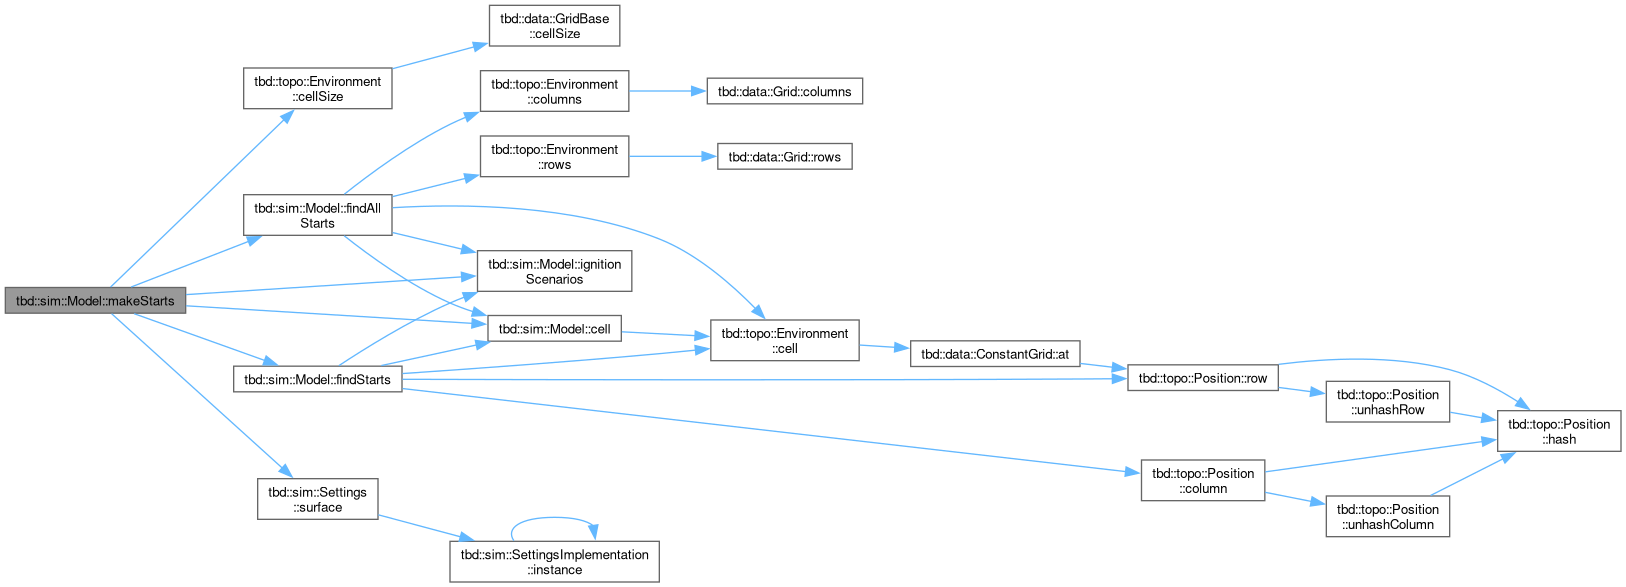 tbd::sim::Model::makeStarts
tbd::topo::Environment
::cellSize
tbd::data::GridBase
::cellSize
tbd::sim::Model::findAll
Starts
tbd::topo::Environment
::columns
tbd::data::Grid::columns
tbd::topo::Environment
::rows
tbd::data::Grid::rows
tbd::sim::Model::ignition
Scenarios
tbd::sim::Model::cell
tbd::topo::Environment
::cell
tbd::data::ConstantGrid::at
tbd::sim::Model::findStarts
tbd::topo::Position::row
tbd::topo::Position
::unhashRow
tbd::topo::Position
::hash
tbd::topo::Position
::column
tbd::topo::Position
::unhashColumn
tbd::sim::Settings
::surface
tbd::sim::SettingsImplementation
::instance